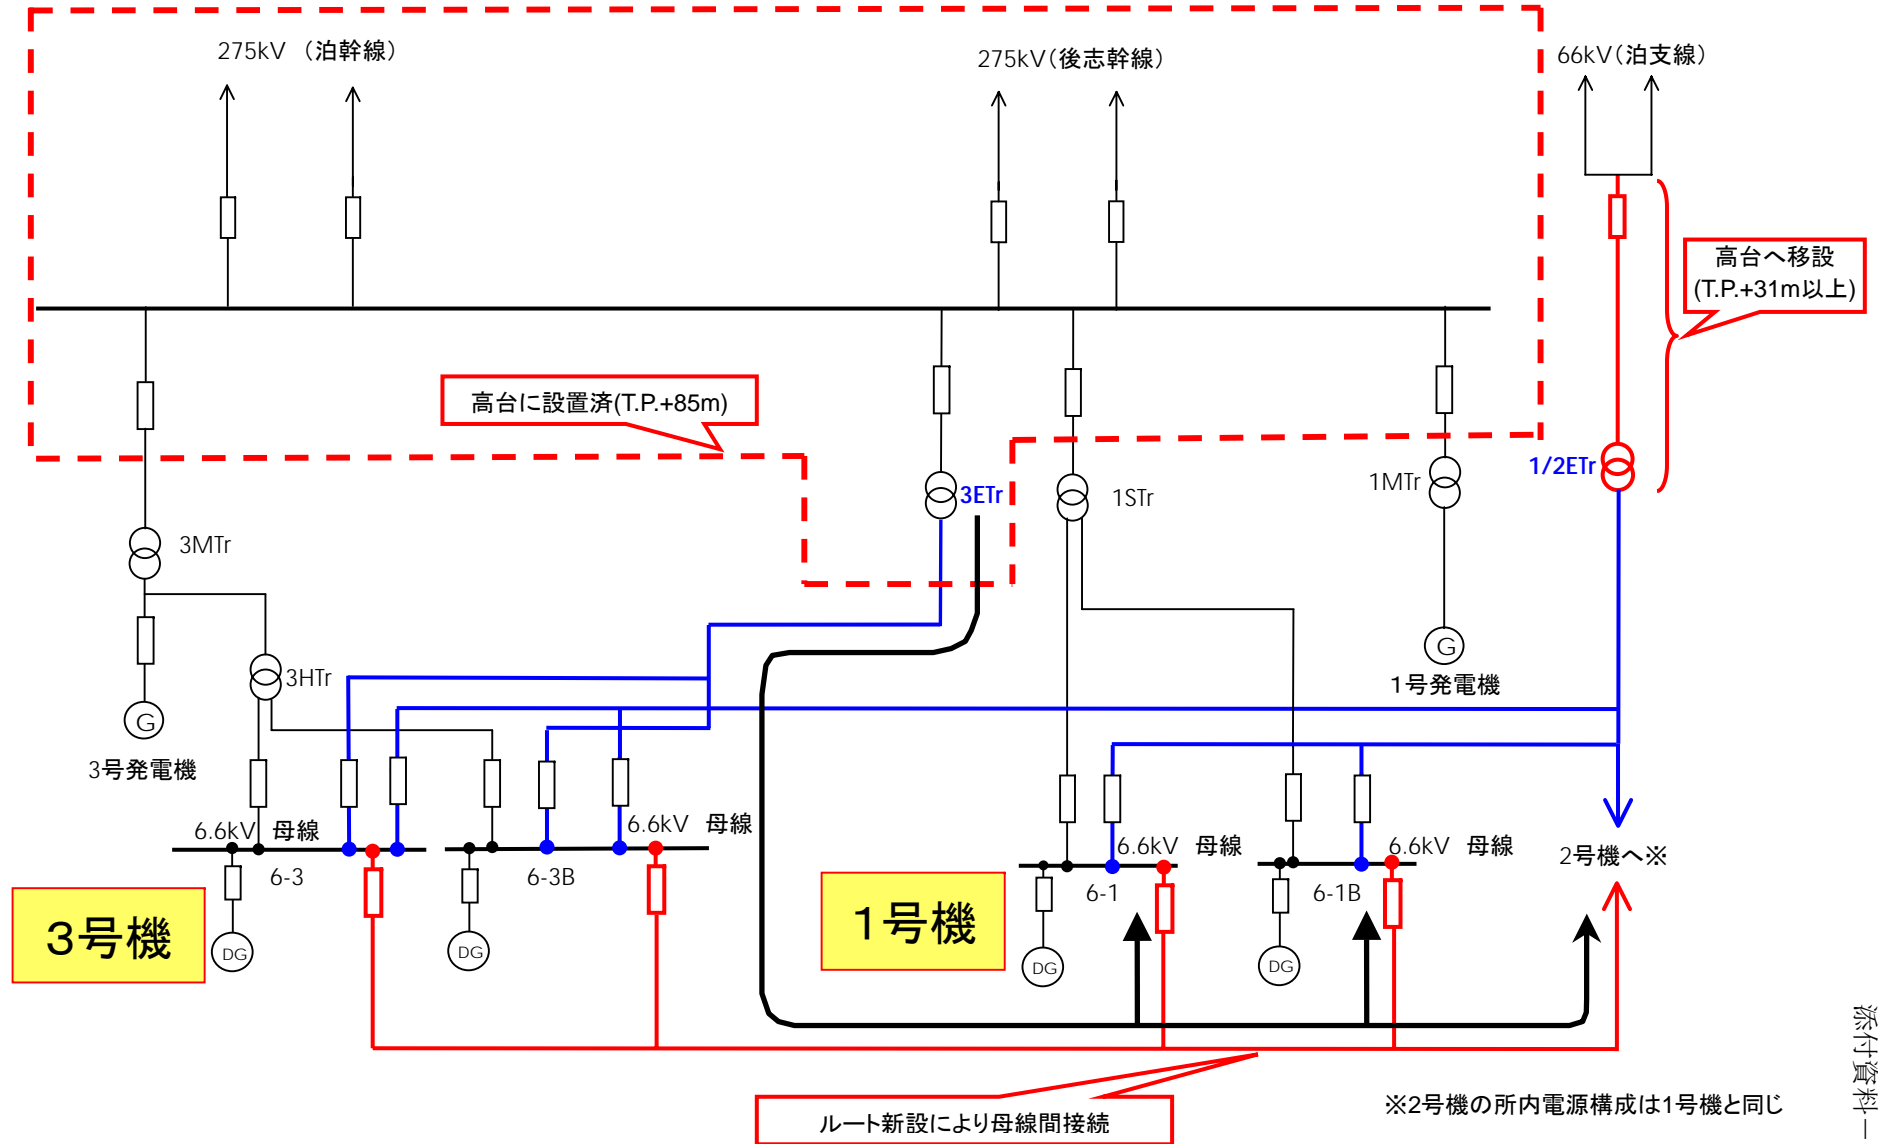 275kV （泊幹線）
275kV（後志幹線）
66kV（泊支線）
高台へ移設
(T.P.+31m以上)
高台に設置済(T.P.+85m)
3ETr
1STr
1MTr
1/2ETr
3MTr
3HTr
G
1号発電機
G
3号発電機
6.6kV 母線
6.6kV 母線
6.6kV 母線
6.6kV 母線
2号機へ※
6-3
6-3B
6-1
6-1B
3号機
1号機
DG
DG
DG
DG
ルート新設により母線間接続
※2号機の所内電源構成は1号機と同じ
添付資料－